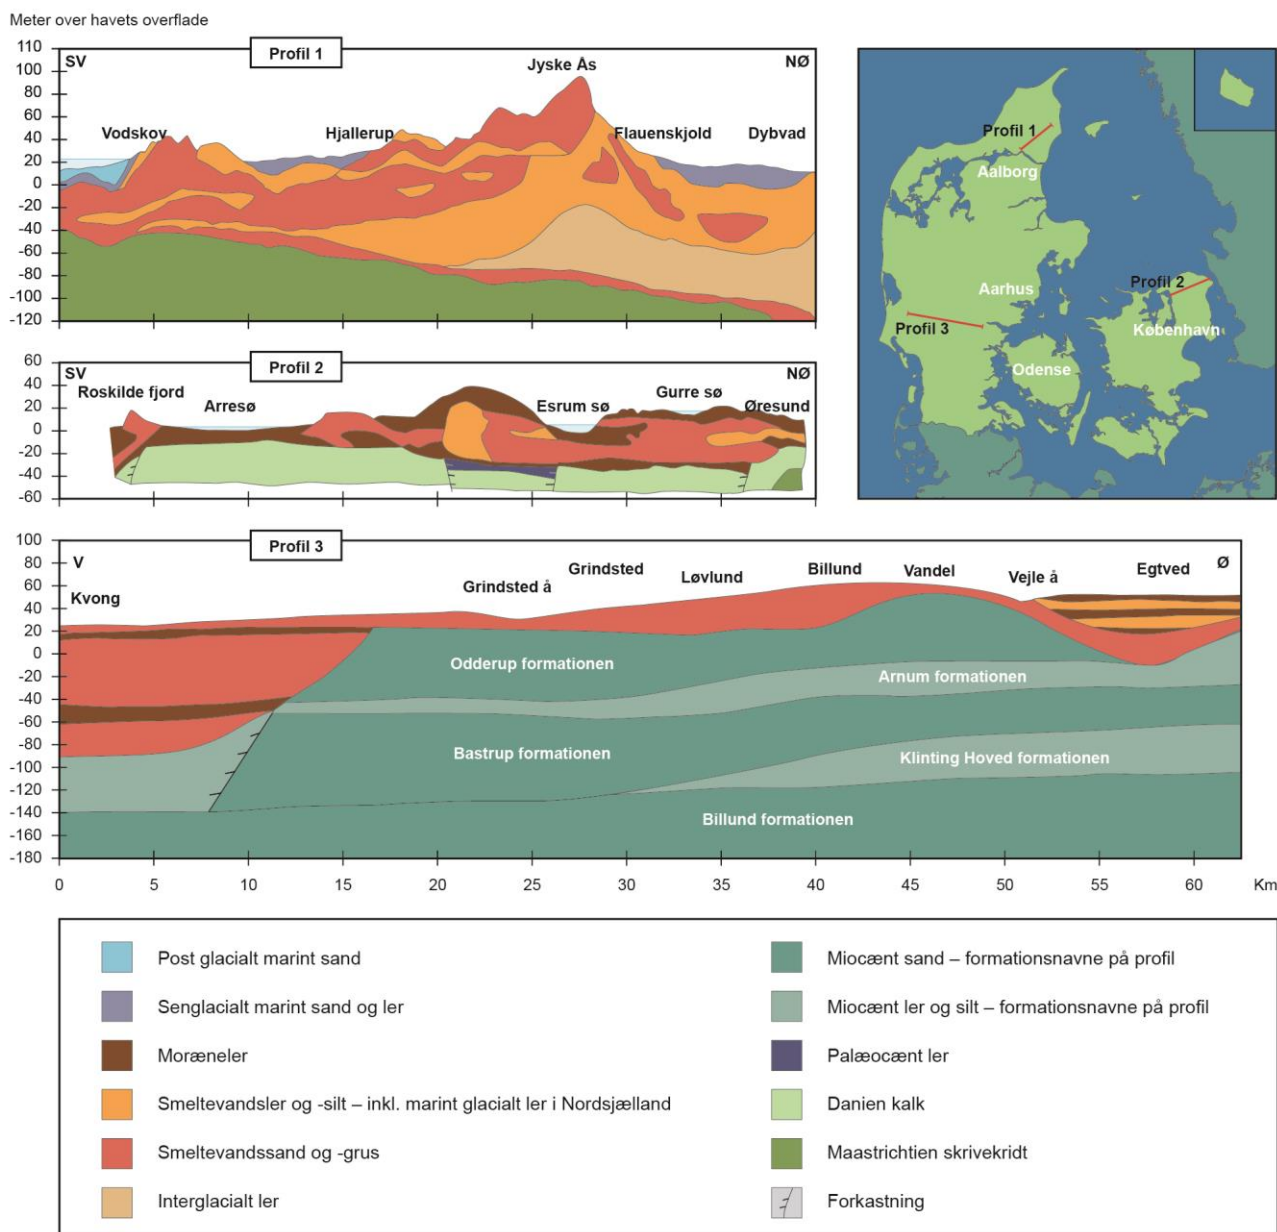 Meter over havets overflade
Profil 1
110
100
80
60
40
20
0
-20
-40
-60
-80
-100
-120
SV
NØ
Jyske Ås
Vodskov
Hjallerup
Flauenskjold
Dybvad
Profil 1
Aalborg
Aarhus
Profil 2
Profil 3
København
Odense
Profil 2
60
40
20
0
-20
-40
-60
SV
NØ
Roskilde fjord
Arresø
Esrum sø
Gurre sø
Øresund
Profil 3
100
80
60
40
20
0
-20
-40
-60
-80
-100
-120
-140
-160
-180
V
Ø
Kvong
Grindsted å
Grindsted
Løvlund
Billund
Vandel
Vejle å
Egtved
Odderup formationen
Arnum formationen
Bastrup formationen
Klinting Hoved formationen
Billund formationen
0 5 10 15 20 25 30 35 40 45 50 55 60 Km
Post glacialt marint sand
Senglacialt marint sand og ler
Moræneler
Smeltevandsler og -silt – inkl. marint glacialt ler i Nordsjælland
Smeltevandssand og -grus
Interglacialt ler
Miocænt sand – formationsnavne på profil
Miocænt ler og silt – formationsnavne på profil
Palæocænt ler
Danien kalk
Maastrichtien skrivekridt
Forkastning